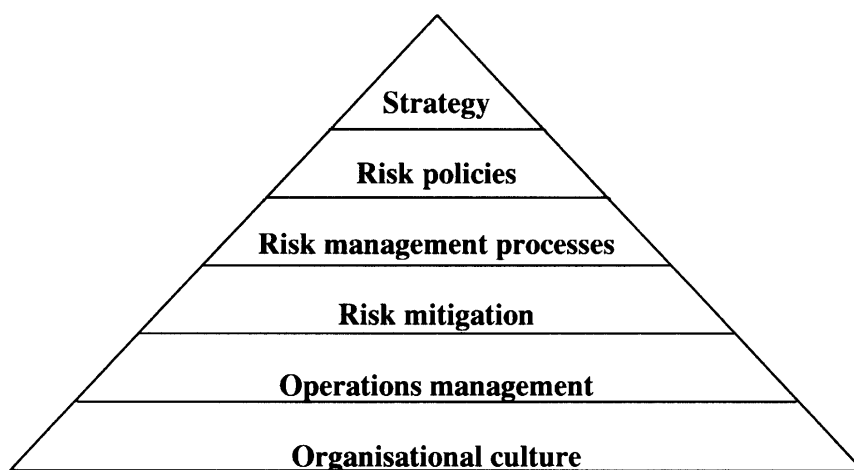 Strategy
Risk policies
Risk management processes
Risk mitigation
Operations management
Organisational culture